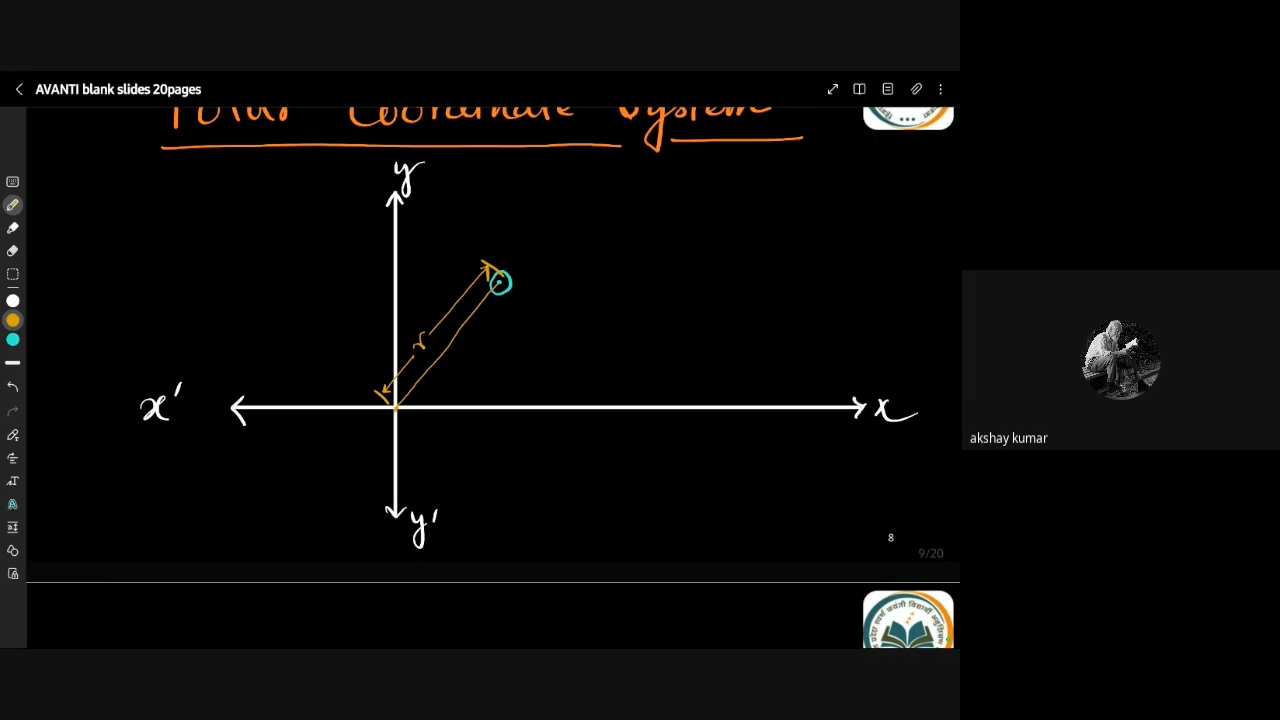 AVANTI blank slides 20pages
Polar Coordinate System
y
r
x' x
akshay kumar
y'
8
9/20